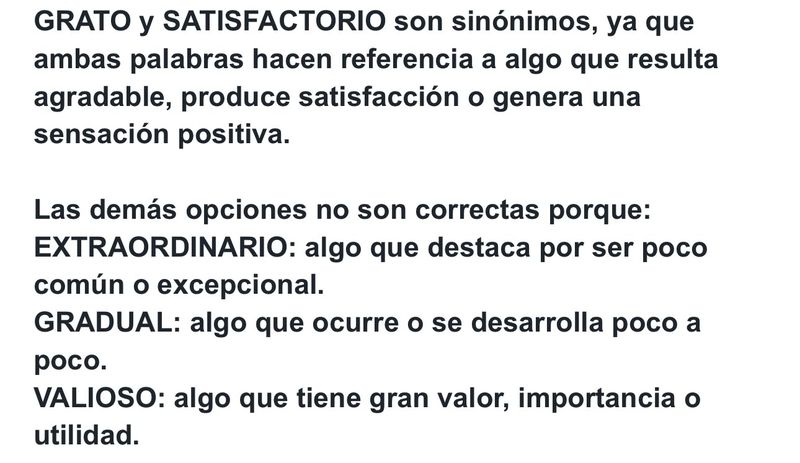 GRATO y SATISFACTORIO son sinónimos, ya que
ambas palabras hacen referencia a algo que resulta
agradable, produce satisfacción o genera una
sensación positiva.
Las demás opciones no son correctas porque:
EXTRAORDINARIO: algo que destaca por ser poco
común o excepcional.
GRADUAL: algo que ocurre o se desarrolla poco a
poco.
VALIOSO: algo que tiene gran valor, importancia o
utilidad.